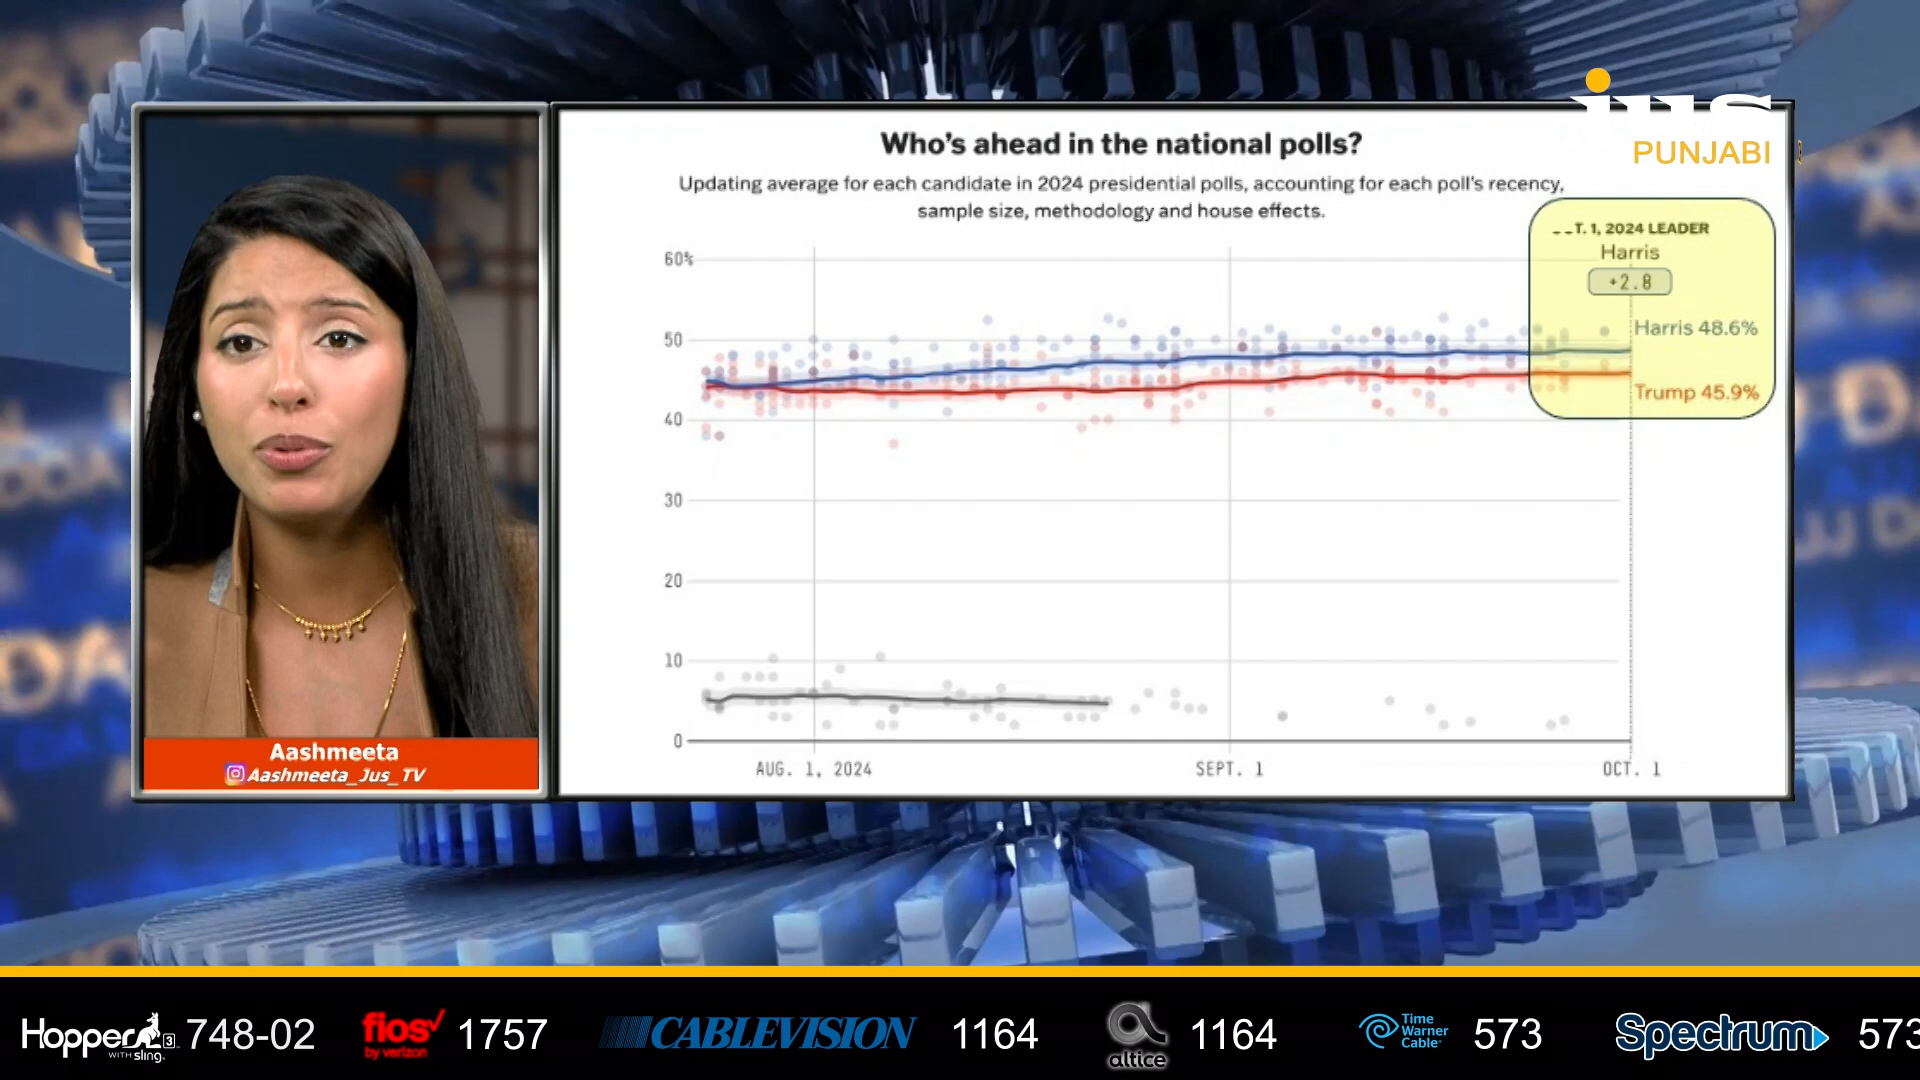 jus
PUNJABI
Who's ahead in the national polls?
Updating average for each candidate in 2024 presidential polls, accounting for each poll's recency,
sample size, methodology and house effects.
T. 1, 2024 LEADER
Harris
+2.8
Harris 48.6%
Trump 45.9%
60%
50
40
30
20
10
0
AUG. 1, 2024
SEPT. 1
OCT. 1
Aashmeeta
Aashmeeta_Jus_TV
Hopper 3 WITH sling 748-02
fios by verizon 1757
CABLEVISION 1164
altice 1164
Time Warner Cable 573
Spectrum 573